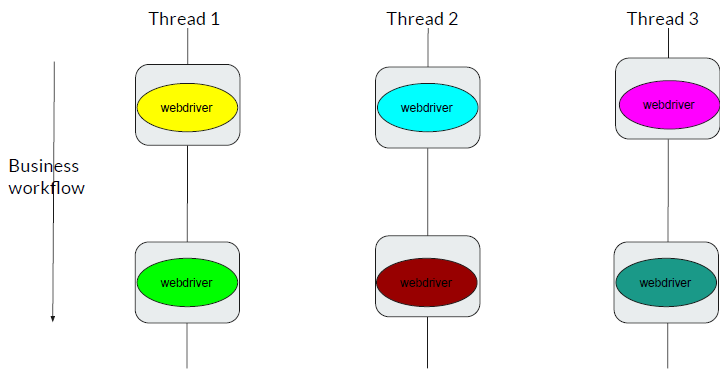 Thread 1
Thread 2
Thread 3
webdriver
webdriver
webdriver
Business
workflow
webdriver
webdriver
webdriver